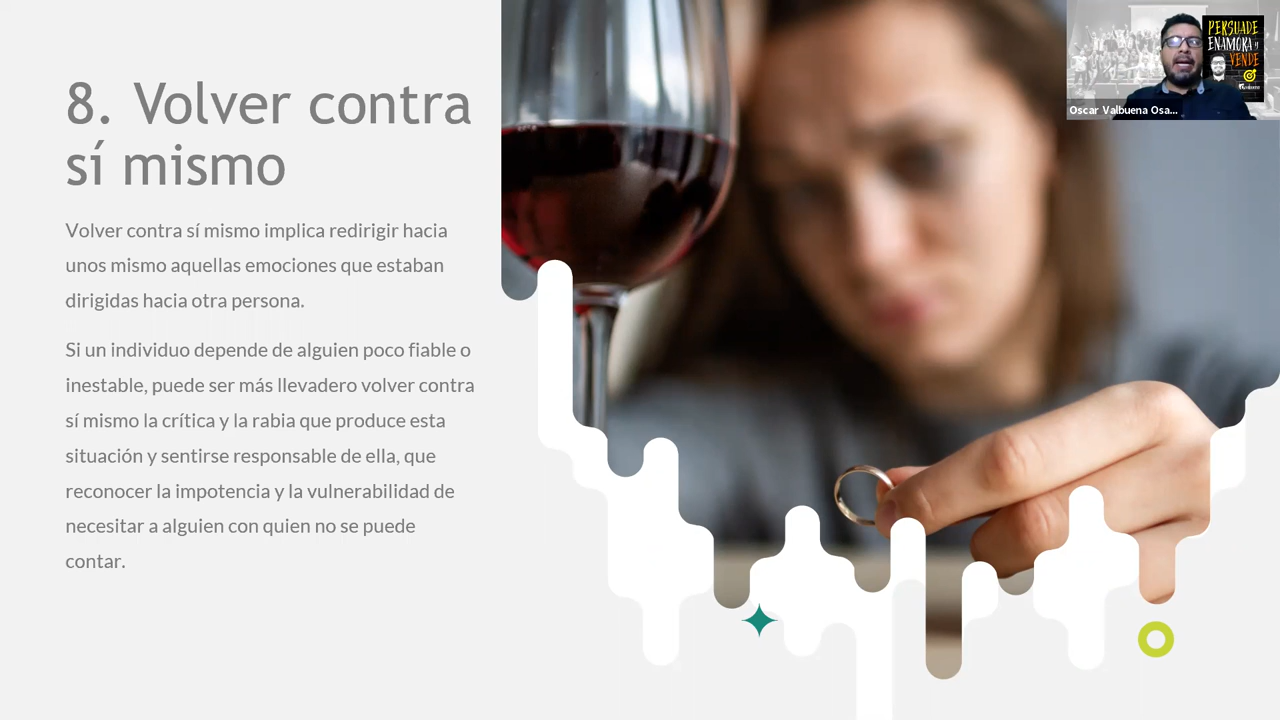 8. Volver contra
sí mismo
Volver contra sí mismo implica redirigir hacia
unos mismo aquellas emociones que estaban
dirigidas hacia otra persona.
Si un individuo depende de alguien poco fiable o
inestable, puede ser más llevadero volver contra
sí mismo la crítica y la rabia que produce esta
situación y sentirse responsable de ella, que
reconocer la impotencia y la vulnerabilidad de
necesitar a alguien con quien no se puede
contar.
PERSUADE
ENAMORA y
VENDE
Oscar Valbuena Osa...